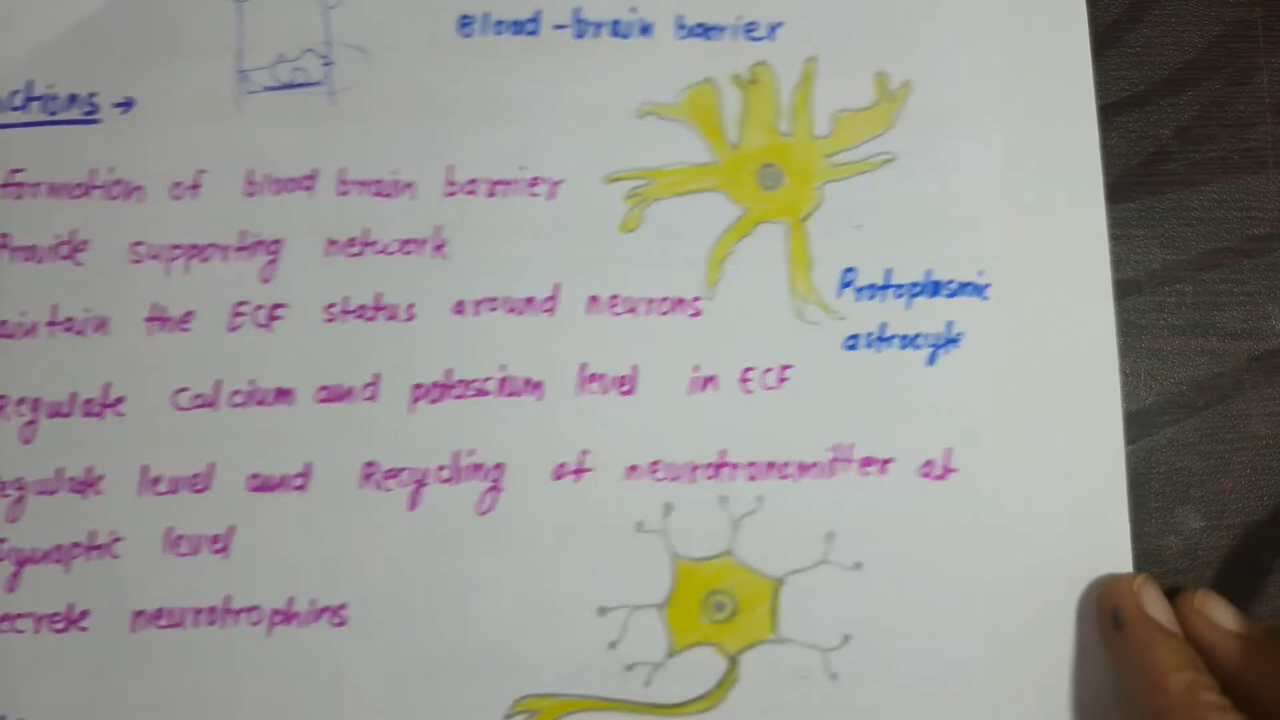 Blood-brain barrier
ctions →
formation of blood brain barrier
Provide supporting network
aintain the ECF status around neurons
Protoplasmic
astrocyte
Regulate Calcium and potassium level in ECF
egulate level and Recycling of neurotransmitter at
Synaptic level
ecrete neurotrophins